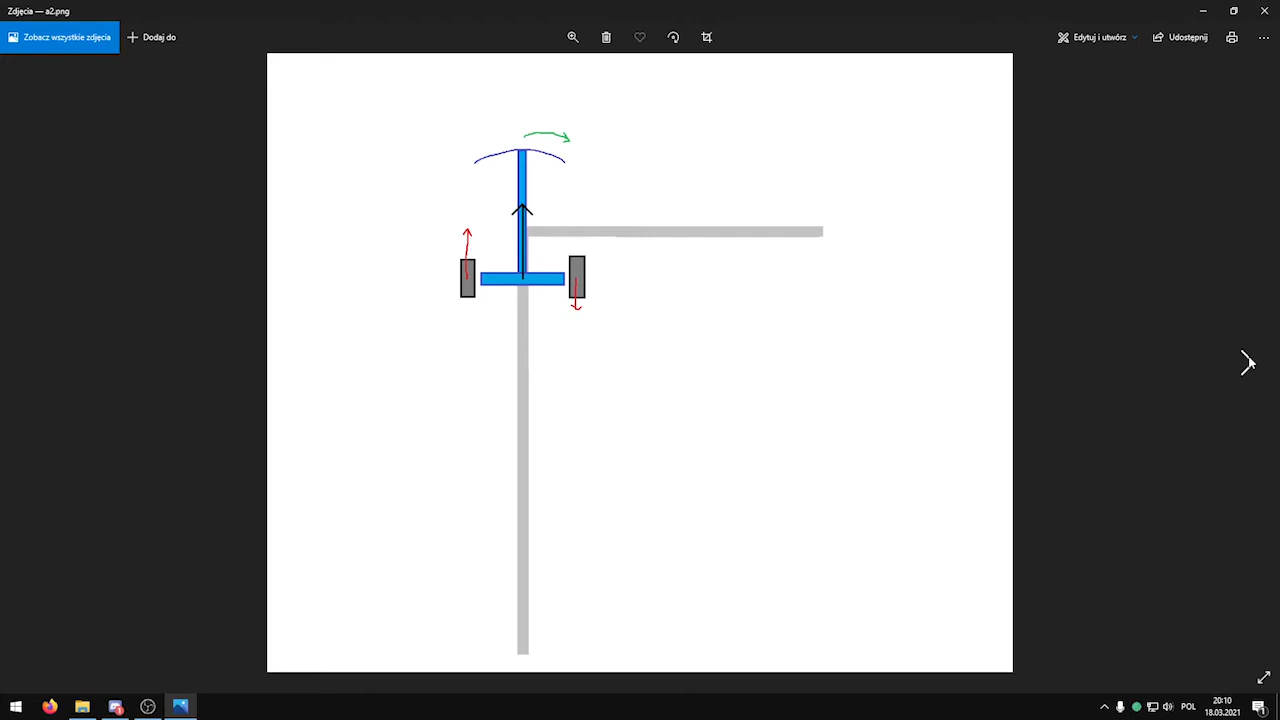 Zdjęcia — a2.png
Zobacz wszystkie zdjęcia
Dodaj do
Edytuj i utwórz
Udostępnij
POL
20:10
18.03.2021